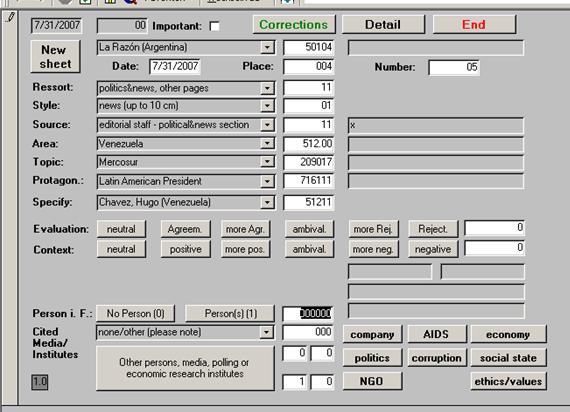 7/31/2007 00 Important: Corrections Detail End
New sheet La Razón (Argentina) 50104
Date: 7/31/2007 Place: 004 Number: 05
Ressort: politics&news, other pages 11
Style: news (up to 10 cm) 01
Source: editorial staff - political&news section 11 x
Area: Venezuela 512.00
Topic: Mercosur 209017
Protagon.: Latin American President 716111
Specify: Chavez, Hugo (Venezuela) 51211
Evaluation: neutral Agreem. more Agr. ambival. more Rej. Reject. 0
Context: neutral positive more pos. ambival. more neg. negative 0
Person i. F.: No Person (0) Person(s) (1) 000000
Cited Media/ Institutes none/other (please note) 000 company AIDS economy
Other persons, media, polling or economic research institutes 0 0 politics corruption social state
1.0 1 0 NGO ethics/values